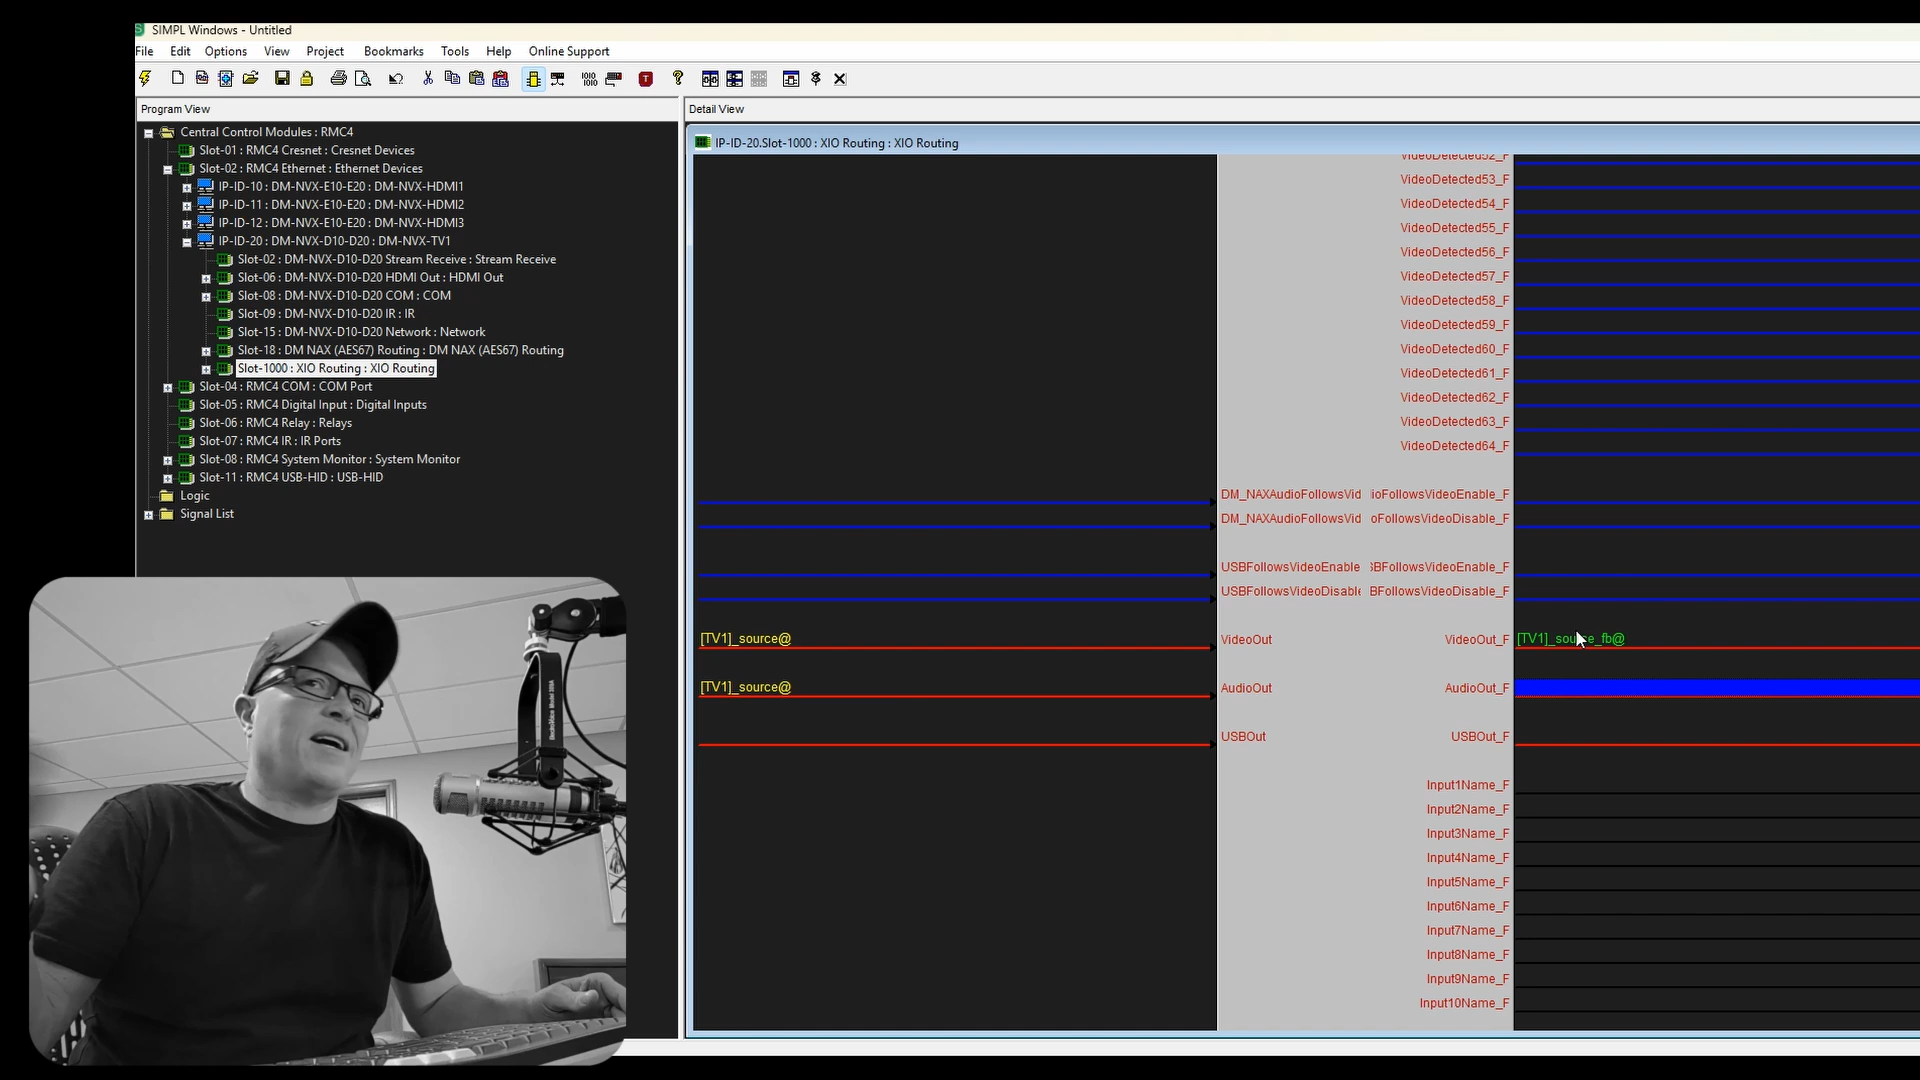 SIMPL Windows - Untitled
File Edit Options View Project Bookmarks Tools Help Online Support
Program View
Central Control Modules : RMC4
Slot-01 : RMC4 Cresnet : Cresnet Devices
Slot-02 : RMC4 Ethernet : Ethernet Devices
IP-ID-10 : DM-NVX-E10-E20 : DM-NVX-HDMI1
IP-ID-11 : DM-NVX-E10-E20 : DM-NVX-HDMI2
IP-ID-12 : DM-NVX-E10-E20 : DM-NVX-HDMI3
IP-ID-20 : DM-NVX-D10-D20 : DM-NVX-TV1
Slot-02 : DM-NVX-D10-D20 Stream Receive : Stream Receive
Slot-06 : DM-NVX-D10-D20 HDMI Out : HDMI Out
Slot-08 : DM-NVX-D10-D20 COM : COM
Slot-09 : DM-NVX-D10-D20 IR : IR
Slot-15 : DM-NVX-D10-D20 Network : Network
Slot-18 : DM NAX (AES67) Routing : DM NAX (AES67) Routing
Slot-1000 : XIO Routing : XIO Routing
Slot-04 : RMC4 COM : COM Port
Slot-05 : RMC4 Digital Input : Digital Inputs
Slot-06 : RMC4 Relay : Relays
Slot-07 : RMC4 IR : IR Ports
Slot-08 : RMC4 System Monitor : System Monitor
Slot-11 : RMC4 USB-HID : USB-HID
Logic
Signal List
Detail View
IP-ID-20.Slot-1000 : XIO Routing : XIO Routing
VideoDetected52_F
VideoDetected53_F
VideoDetected54_F
VideoDetected55_F
VideoDetected56_F
VideoDetected57_F
VideoDetected58_F
VideoDetected59_F
VideoDetected60_F
VideoDetected61_F
VideoDetected62_F
VideoDetected63_F
VideoDetected64_F
DM_NAXAudioFollowsVid ioFollowsVideoEnable_F
DM_NAXAudioFollowsVid oFollowsVideoDisable_F
USBFollowsVideoEnable SBFollowsVideoEnable_F
USBFollowsVideoDisable BFollowsVideoDisable_F
[TV1]_source@ VideoOut VideoOut_F [TV1]_source_fb@
[TV1]_source@ AudioOut AudioOut_F
USBOut USBOut_F
Input1Name_F
Input2Name_F
Input3Name_F
Input4Name_F
Input5Name_F
Input6Name_F
Input7Name_F
Input8Name_F
Input9Name_F
Input10Name_F